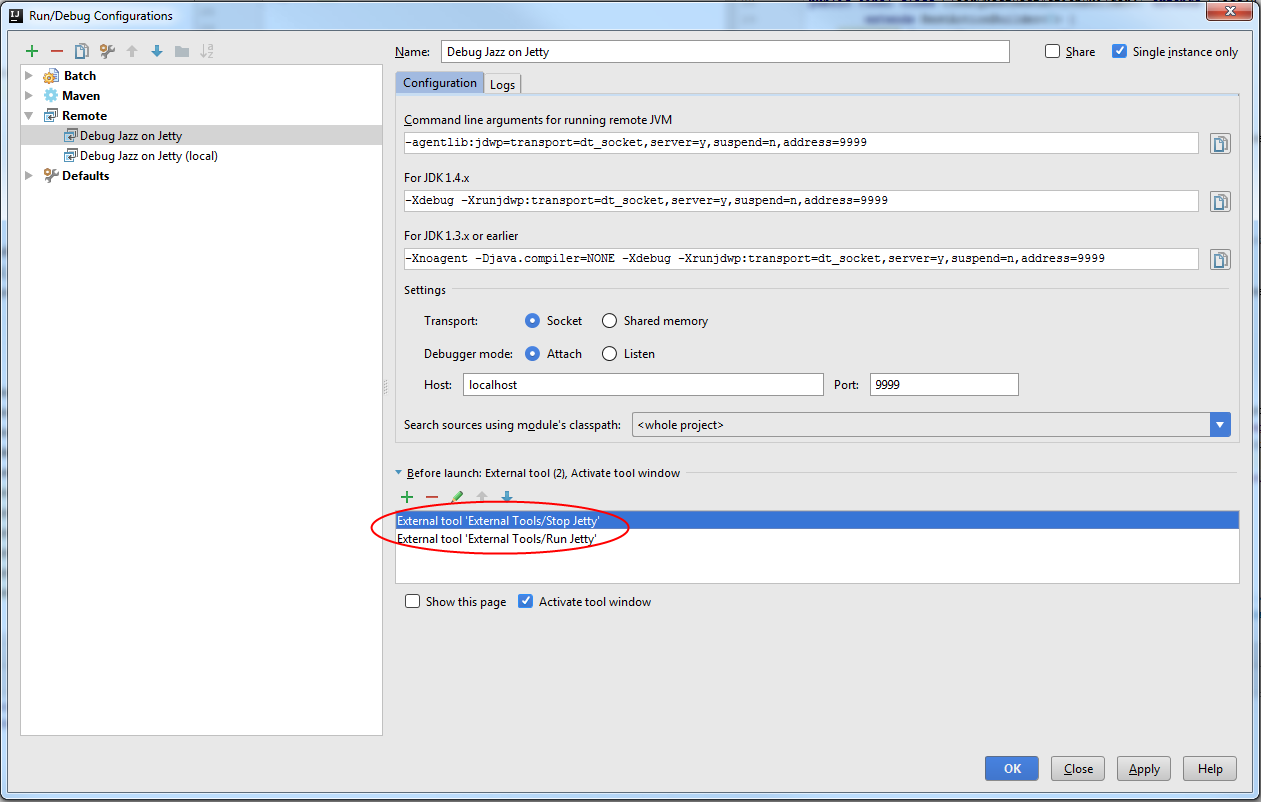 Run/Debug Configurations
Batch
Maven
Remote
Debug Jazz on Jetty
Debug Jazz on Jetty (local)
Defaults
Name: Debug Jazz on Jetty
Share
Single instance only
Configuration
Logs
Command line arguments for running remote JVM
-agentlib:jdwp=transport=dt_socket,server=y,suspend=n,address=9999
For JDK 1.4.x
-Xdebug -Xrunjdwp:transport=dt_socket,server=y,suspend=n,address=9999
For JDK 1.3.x or earlier
-Xnoagent -Djava.compiler=NONE -Xdebug -Xrunjdwp:transport=dt_socket,server=y,suspend=n,address=9999
Settings
Transport: Socket Shared memory
Debugger mode: Attach Listen
Host: localhost Port: 9999
Search sources using module's classpath: <whole project>
Before launch: External tool (2), Activate tool window
External tool 'External Tools/Stop Jetty'
External tool 'External Tools/Run Jetty'
Show this page Activate tool window
OK Close Apply Help